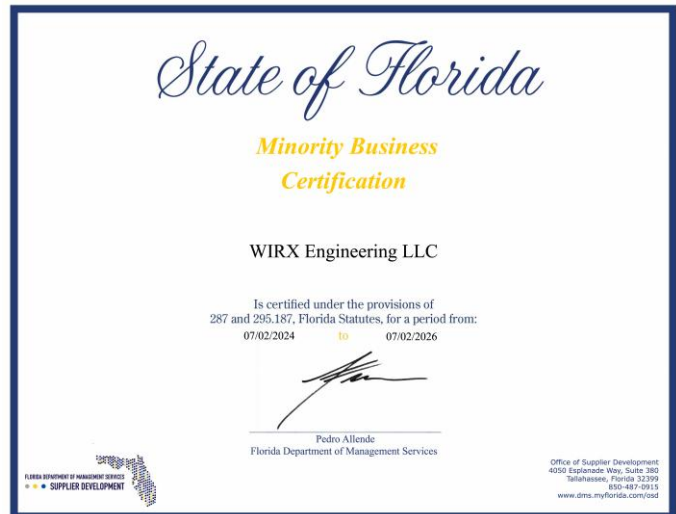 State of Florida
Minority Business
Certification
WIRX Engineering LLC
Is certified under the provisions of
287 and 295.187, Florida Statutes, for a period from:
07/02/2024 to 07/02/2026
Pedro Allende
Florida Department of Management Services
FLORIDA DEPARTMENT OF MANAGEMENT SERVICES
SUPPLIER DEVELOPMENT
Office of Supplier Development
4050 Esplanade Way, Suite 380
Tallahassee, Florida 32399
850-487-0915
www.dms.myflorida.com/osd